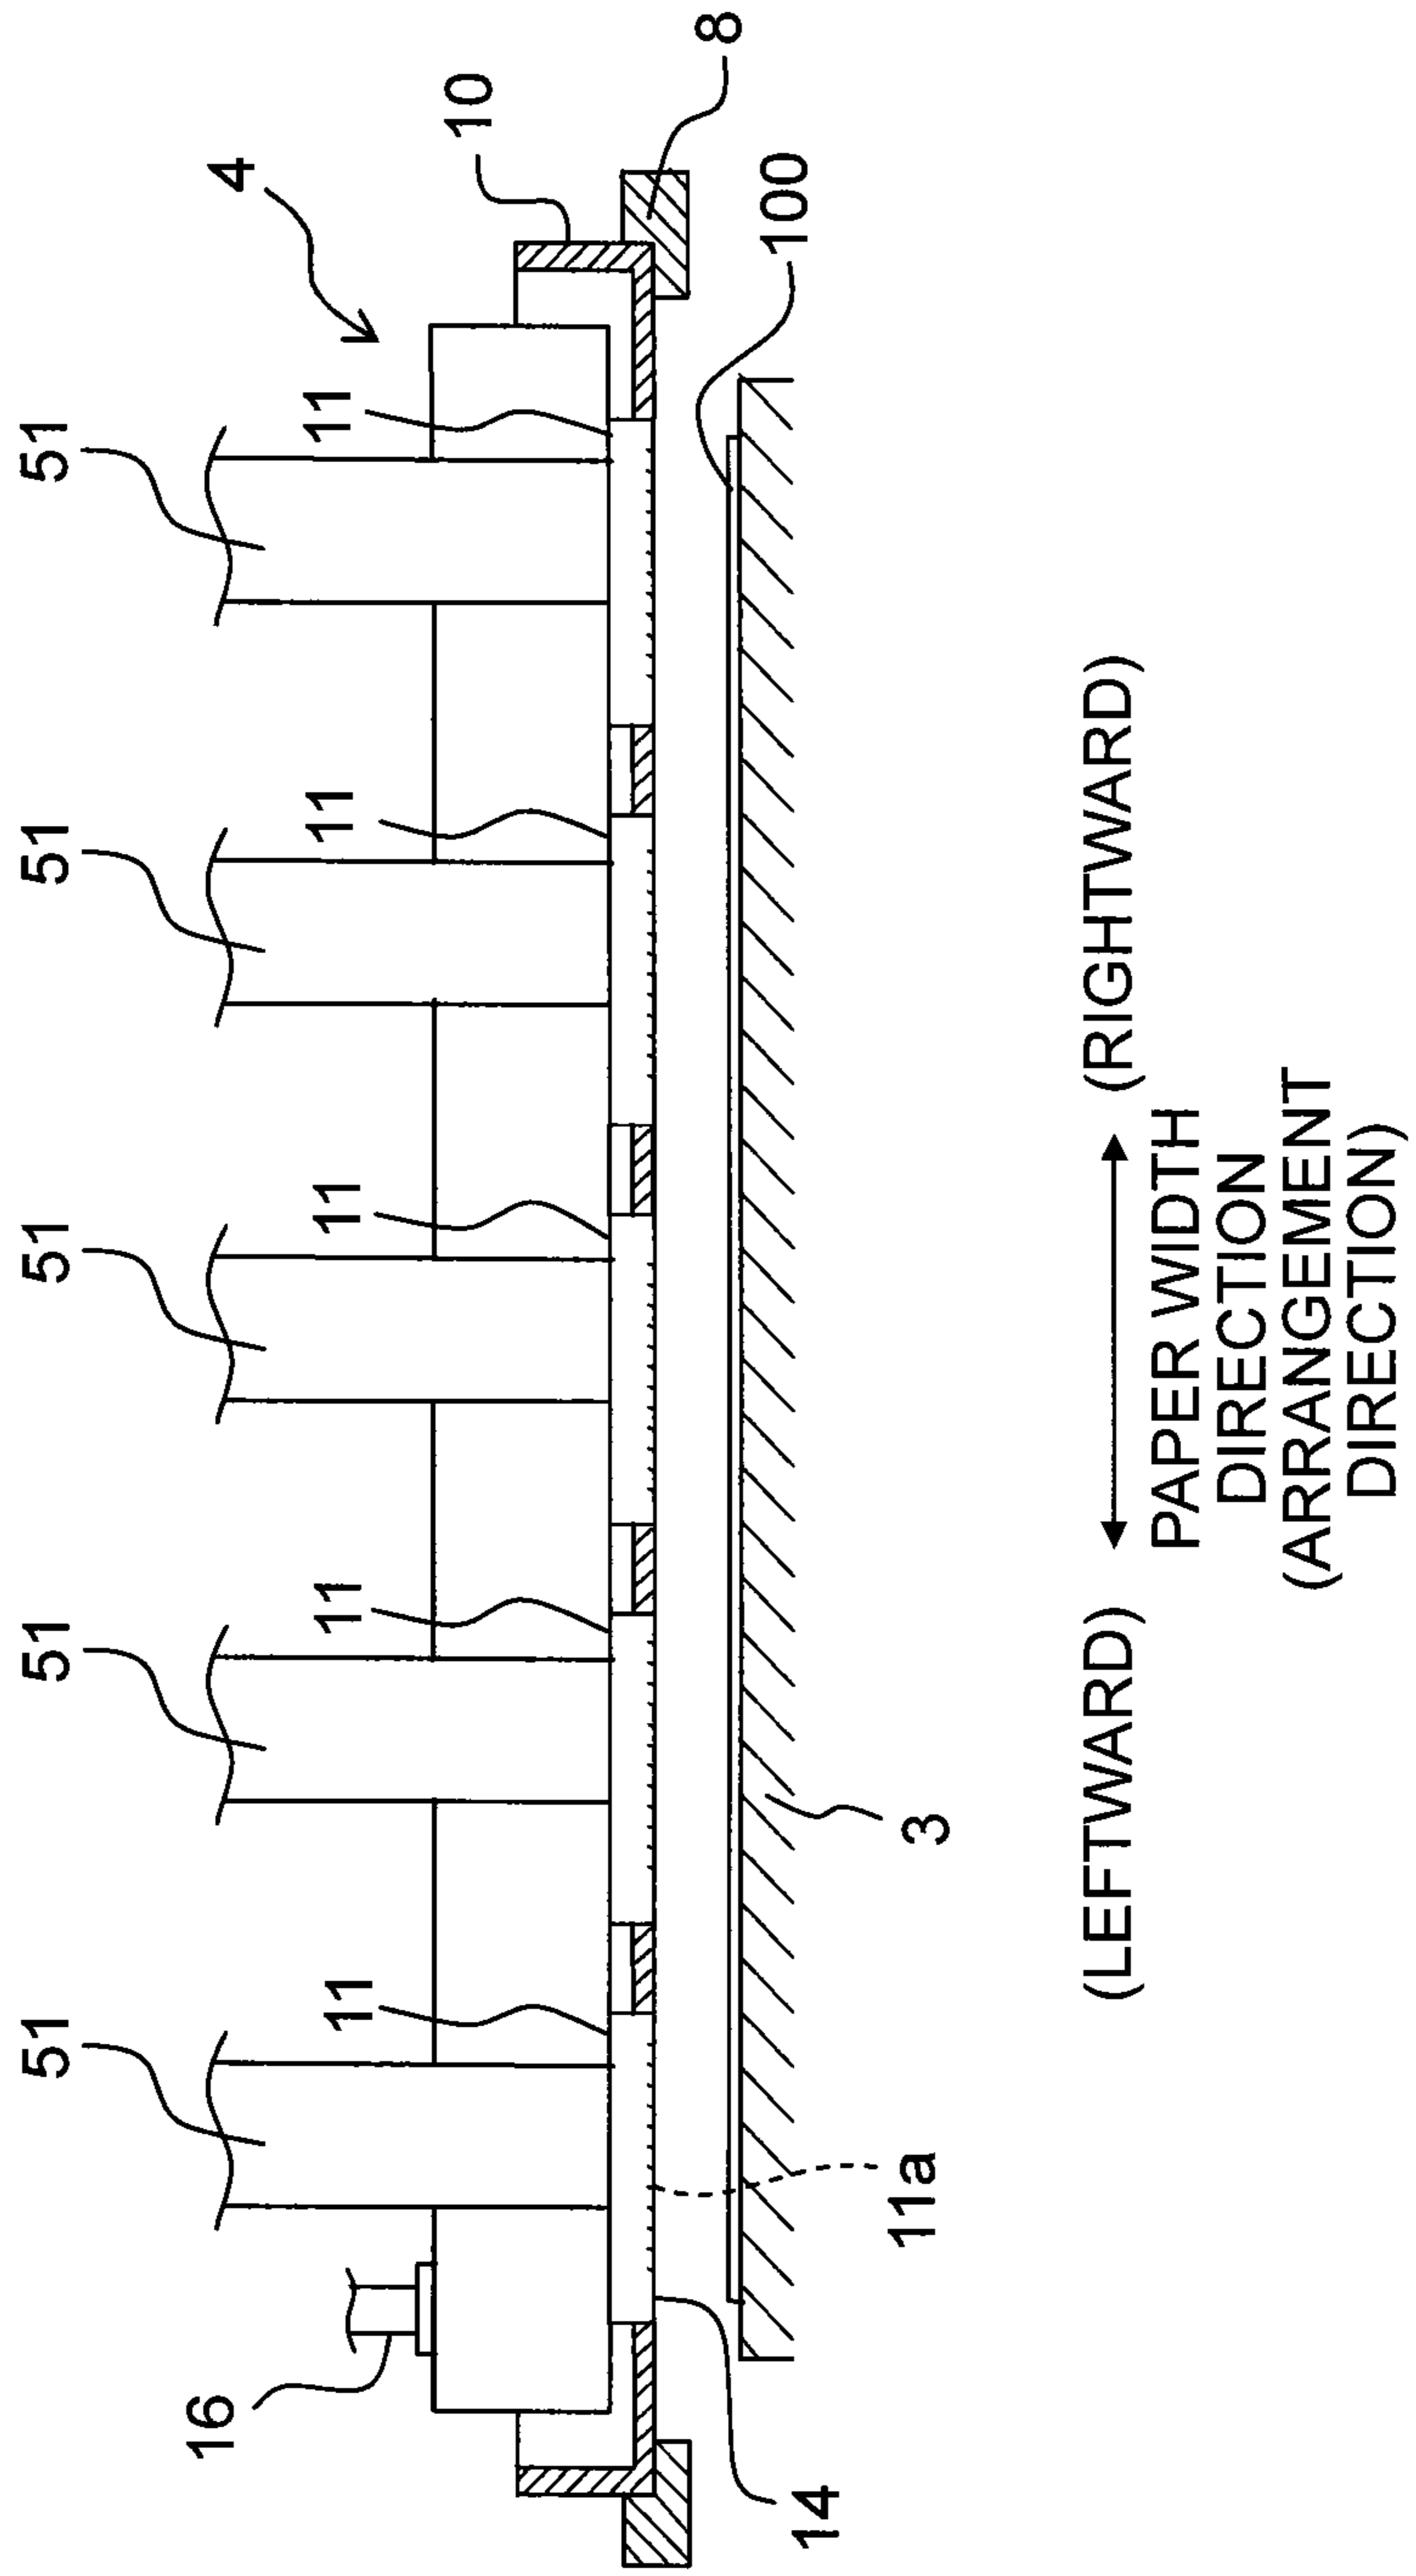 51
51
51
51
51
16
4
11
11
11
11
11
10
8
100
14
11a
3
(LEFTWARD)
(RIGHTWARD)
PAPER WIDTH
DIRECTION
(ARRANGEMENT
DIRECTION)